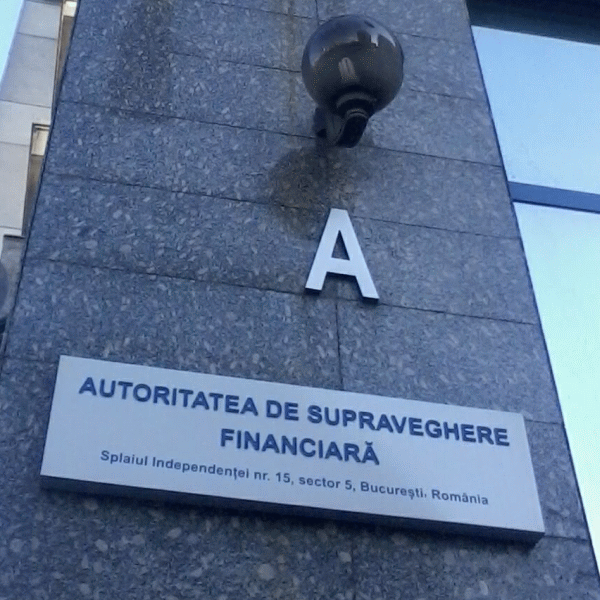 A
AUTORITATEA DE SUPRAVEGHERE
FINANCIARĂ
Splaiul Independenței nr. 15, sector 5, București, România